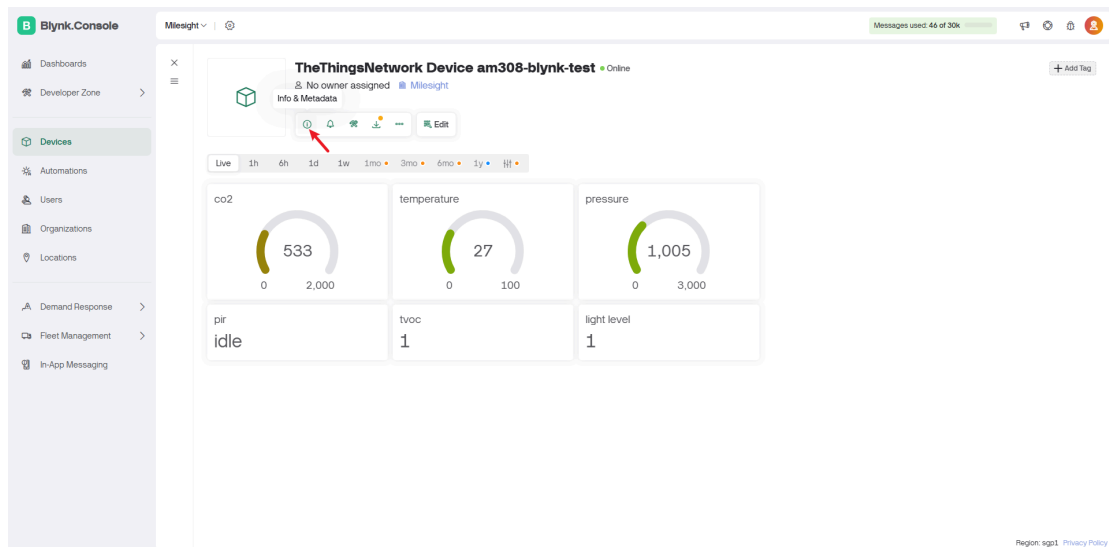 B Blynk.Console
Milesight
Messages used: 46 of 30k
Dashboards
Developer Zone
Devices
Automations
Users
Organizations
Locations
Demand Response
Fleet Management
In-App Messaging
TheThingsNetwork Device am308-blynk-test Online
+ Add Tag
No owner assigned Milesight
Info & Metadata
Edit
Live 1h 6h 1d 1w 1mo 3mo 6mo 1y
co2
533
0 2,000
temperature
27
0 100
pressure
1,005
0 3,000
pir
idle
tvoc
1
light level
1
Region: sgp1 Privacy Policy